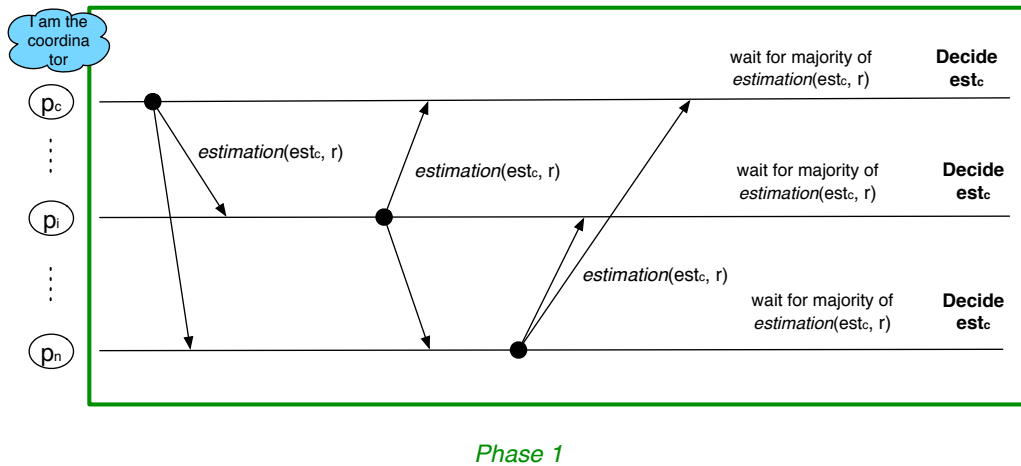 I am the
coordina
tor
wait for majority of
estimation(estc, r)
Decide
estc
pc
estimation(estc, r)
estimation(estc, r)
wait for majority of
estimation(estc, r)
Decide
estc
pi
estimation(estc, r)
wait for majority of
estimation(estc, r)
Decide
estc
pn
Phase 1